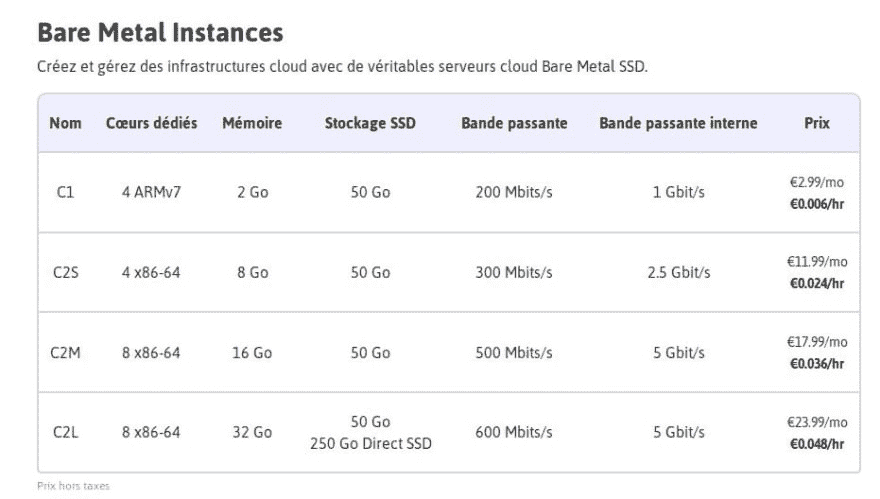 Bare Metal Instances
Créez et gérez des infrastructures cloud avec de véritables serveurs cloud Bare Metal SSD.
Nom Cœurs dédiés Mémoire Stockage SSD Bande passante Bande passante interne Prix
C1 4 ARMv7 2 Go 50 Go 200 Mbits/s 1 Gbit/s €2.99/mo
€0.006/hr
C2S 4 x86-64 8 Go 50 Go 300 Mbits/s 2.5 Gbit/s €11.99/mo
€0.024/hr
C2M 8 x86-64 16 Go 50 Go 500 Mbits/s 5 Gbit/s €17.99/mo
€0.036/hr
C2L 8 x86-64 32 Go 50 Go 600 Mbits/s 5 Gbit/s €23.99/mo
250 Go Direct SSD €0.048/hr
Prix hors taxes